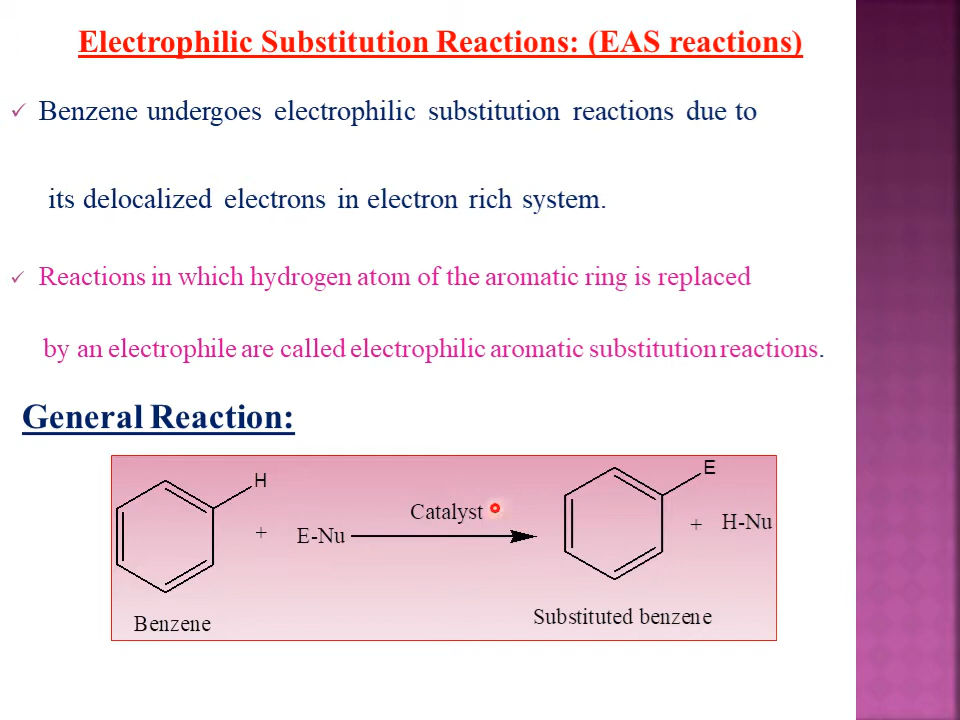 Electrophilic Substitution Reactions: (EAS reactions)
✓ Benzene undergoes electrophilic substitution reactions due to
its delocalized electrons in electron rich system.
✓ Reactions in which hydrogen atom of the aromatic ring is replaced
by an electrophile are called electrophilic aromatic substitution reactions.
General Reaction:
H
+
E-Nu
Catalyst
E
+
H-Nu
Benzene
Substituted benzene